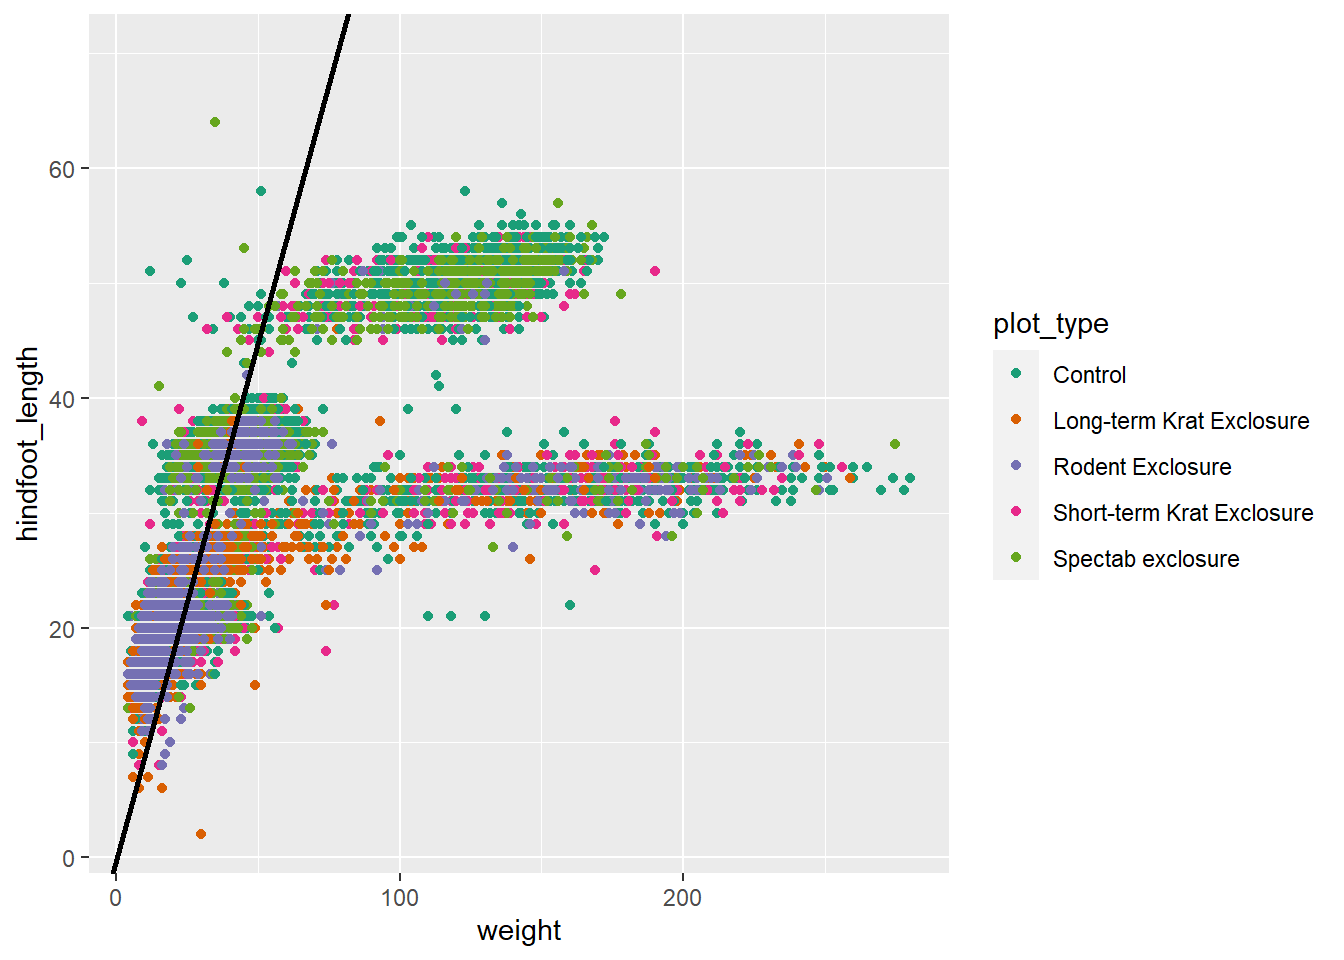 60
40
20
0
hindfoot_length
0 100 200
weight
plot_type
Control
Long-term Krat Exclosure
Rodent Exclosure
Short-term Krat Exclosure
Spectab exclosure